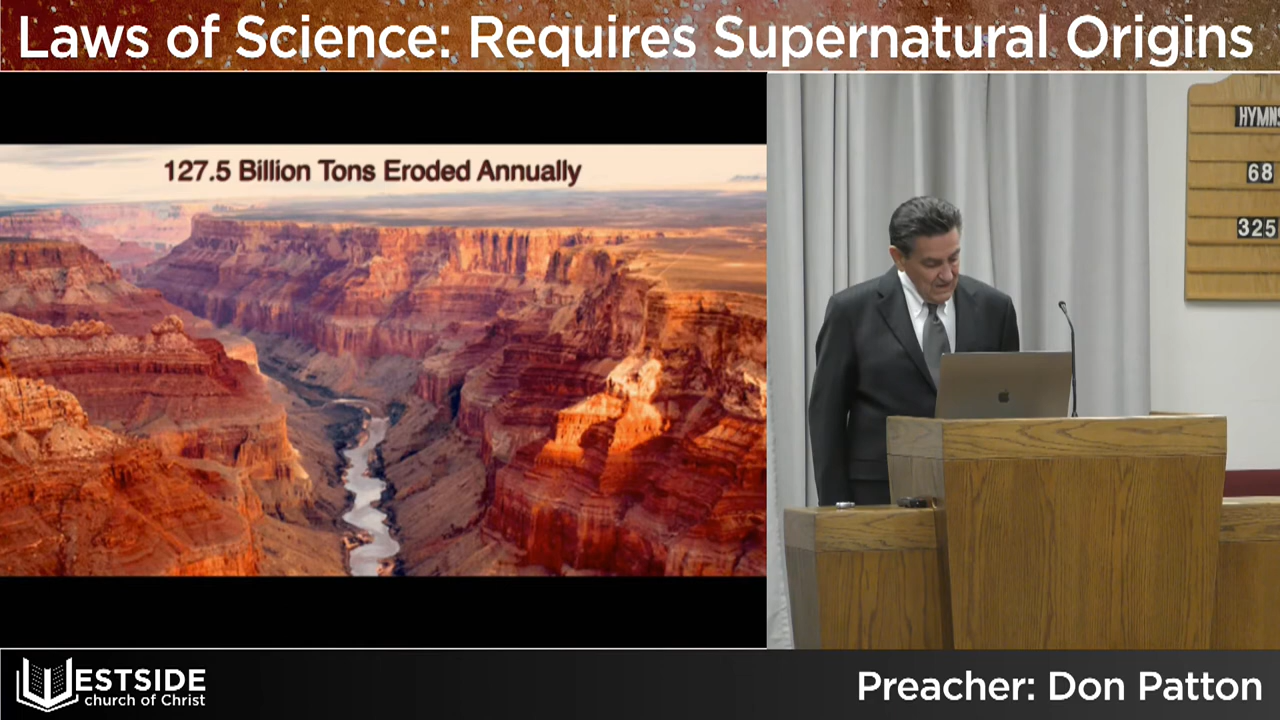 Laws of Science: Requires Supernatural Origins
127.5 Billion Tons Eroded Annually
HYMNS
68
325
WESTSIDE
church of Christ
Preacher: Don Patton